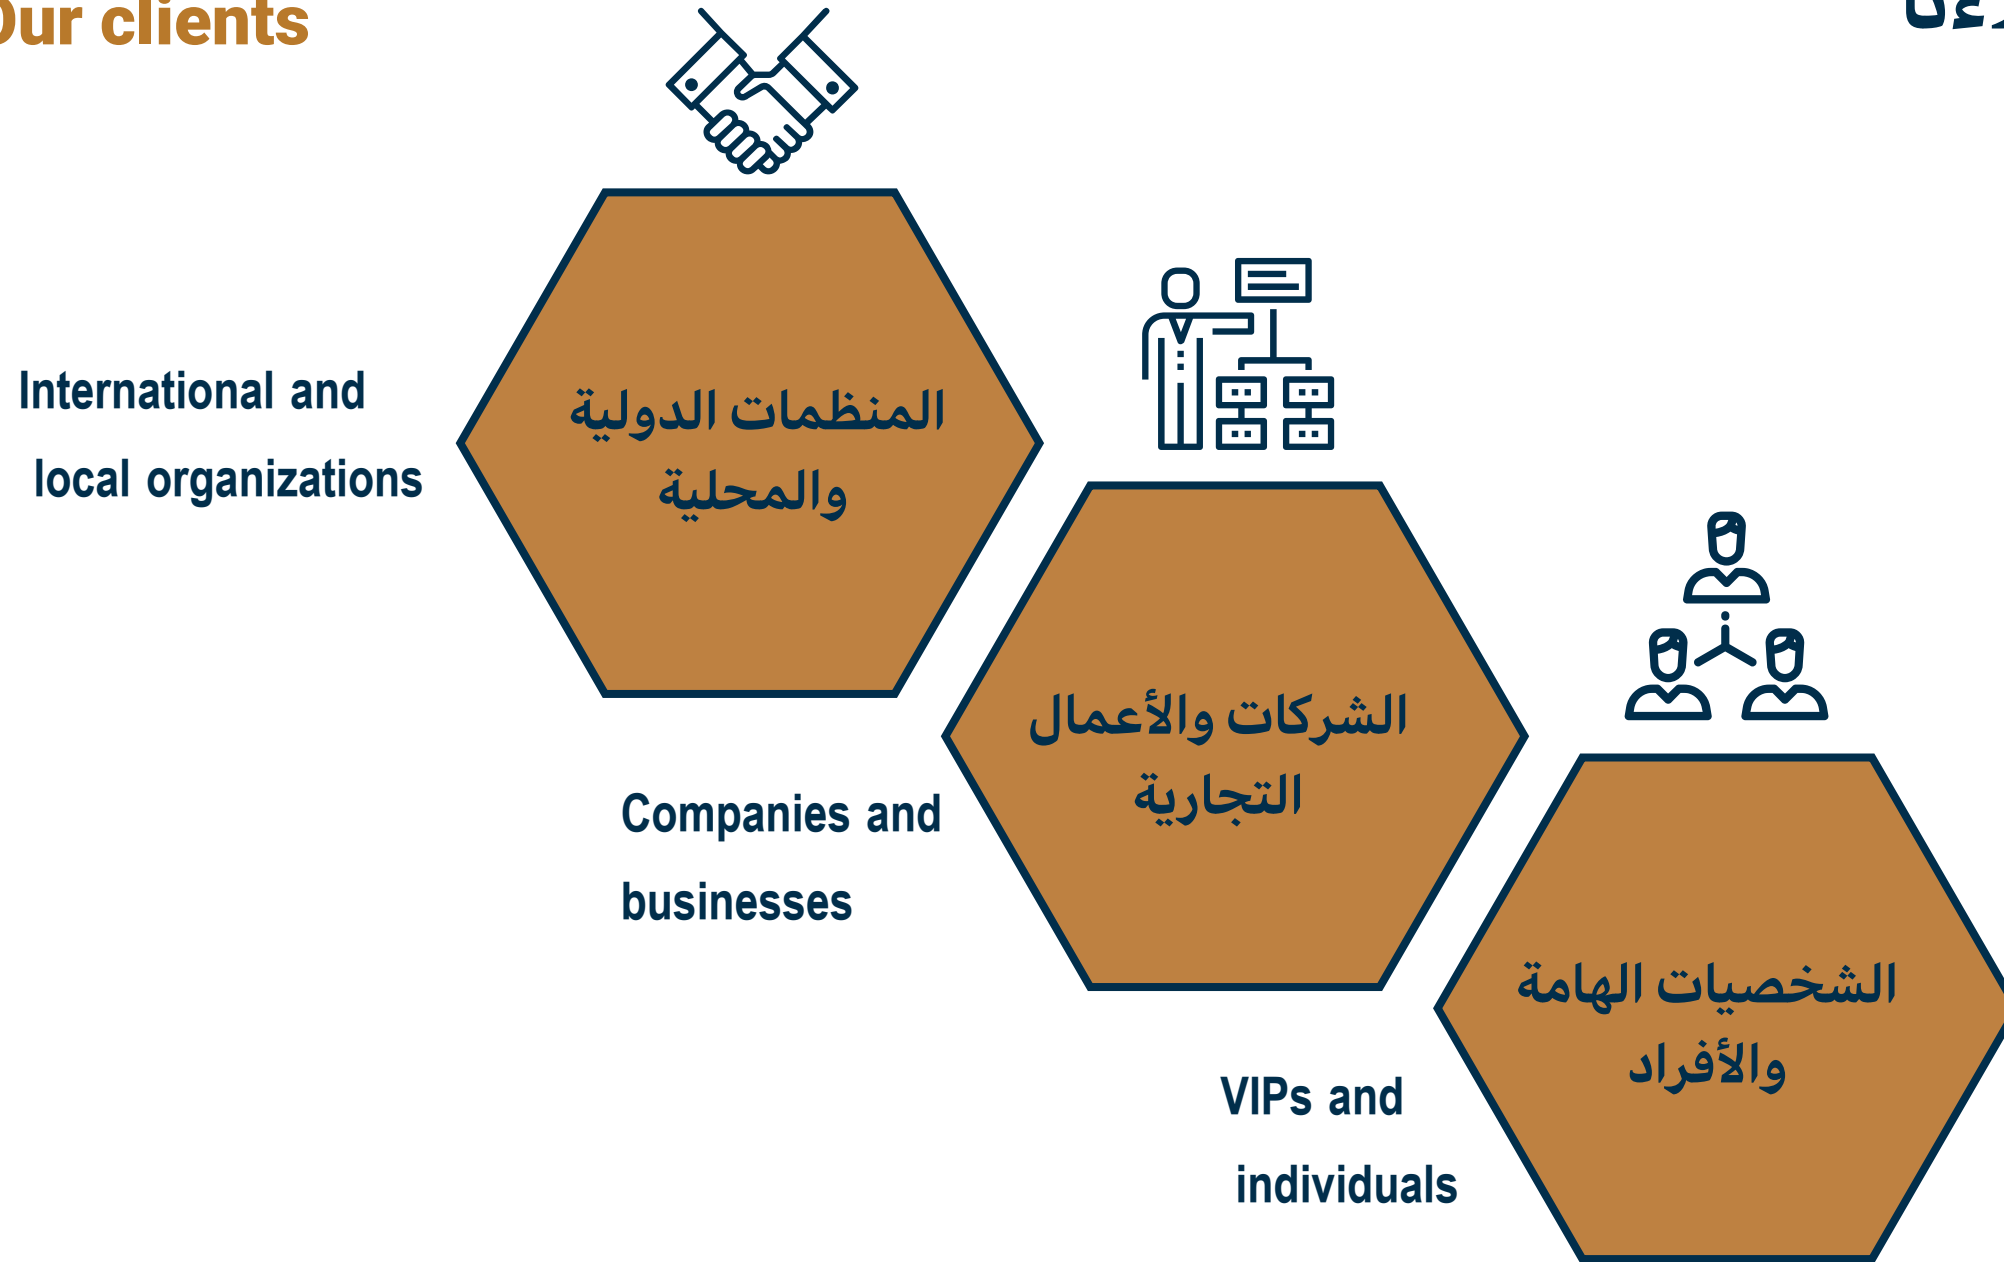 Our clients
International and
local organizations
المنظمات الدولية
والمحلية
الشركات والأعمال
التجارية
Companies and
businesses
الشخصيات الهامة
والأفراد
VIPs and
individuals